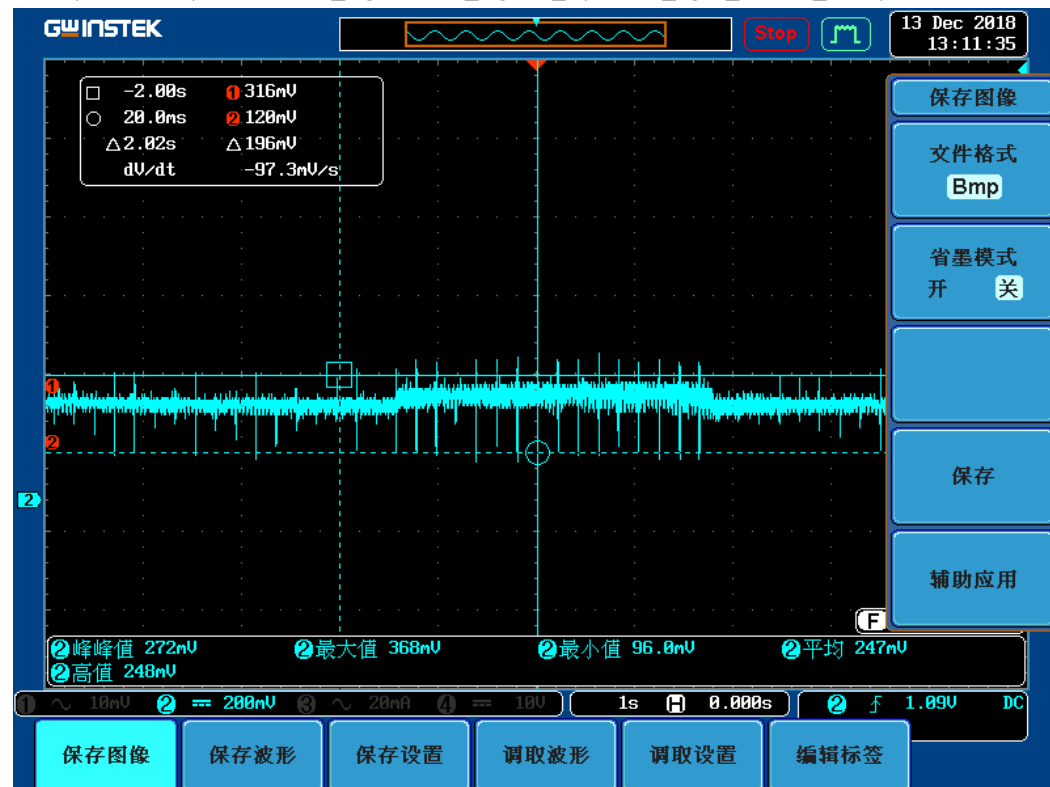 GWINSTEK
Stop
13 Dec 2018
13:11:35
□ -2.00s ❶316mV
○ 20.0ms ❷120mV
△2.02s △196mV
dV/dt -97.3mV/s
保存图像
文件格式
Bmp
省墨模式
开 关
保存
辅助应用
1
2
2
F
❷峰峰值 272mV ❷最大值 368mV ❷最小值 96.0mV ❷平均 247mV
❷高值 248mV
❶ ∼ 10mV ❷ ⎓ 200mV ❸ ∼ 20mA ❹ ⎓ 10V 1s H 0.000s ❷ 1.09V DC
保存图像 保存波形 保存设置 调取波形 调取设置 编辑标签